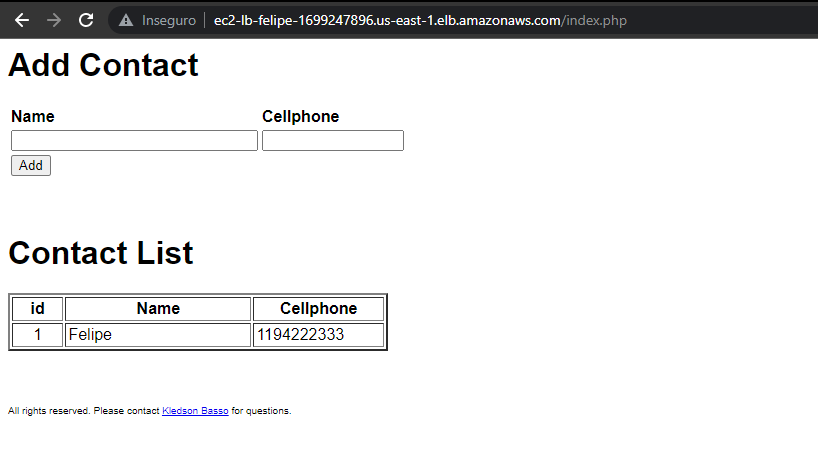 Inseguro ec2-lb-felipe-1699247896.us-east-1.elb.amazonaws.com/index.php
Add Contact
Name Cellphone
Add
Contact List
id Name Cellphone
1 Felipe 1194222333
All rights reserved. Please contact Kledson Basso for questions.